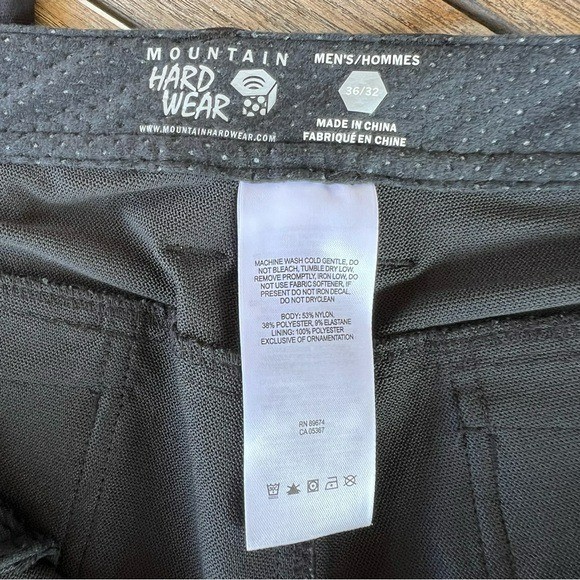 MOUNTAIN
HARD
WEAR
WWW.MOUNTAINHARDWEAR.COM
MEN'S/HOMMES
36/32
MADE IN CHINA
FABRIQUÉ EN CHINE
MACHINE WASH COLD GENTLE, DO
NOT BLEACH, TUMBLE DRY LOW.
REMOVE PROMPTLY, IRON LOW, DO
NOT USE FABRIC SOFTENER, IF
PRESENT DO NOT IRON DECAL,
DO NOT DRYCLEAN
BODY: 53% NYLON,
38% POLYESTER, 9% ELASTANE
LINING: 100% POLYESTER
EXCLUSIVE OF ORNAMENTATION
RN 89674
CA 05367